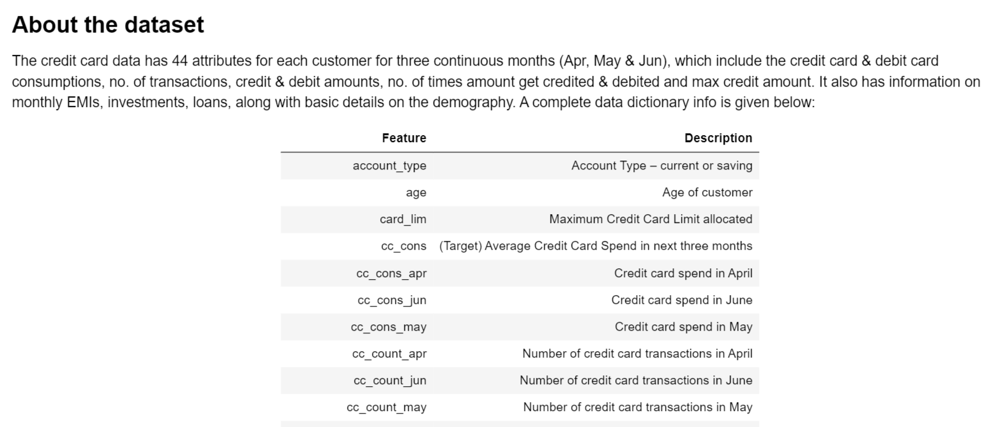 About the dataset
The credit card data has 44 attributes for each customer for three continuous months (Apr, May & Jun), which include the credit card & debit card
consumptions, no. of transactions, credit & debit amounts, no. of times amount get credited & debited and max credit amount. It also has information on
monthly EMIs, investments, loans, along with basic details on the demography. A complete data dictionary info is given below:
Feature Description
account_type Account Type – current or saving
age Age of customer
card_lim Maximum Credit Card Limit allocated
cc_cons (Target) Average Credit Card Spend in next three months
cc_cons_apr Credit card spend in April
cc_cons_jun Credit card spend in June
cc_cons_may Credit card spend in May
cc_count_apr Number of credit card transactions in April
cc_count_jun Number of credit card transactions in June
cc_count_may Number of credit card transactions in May